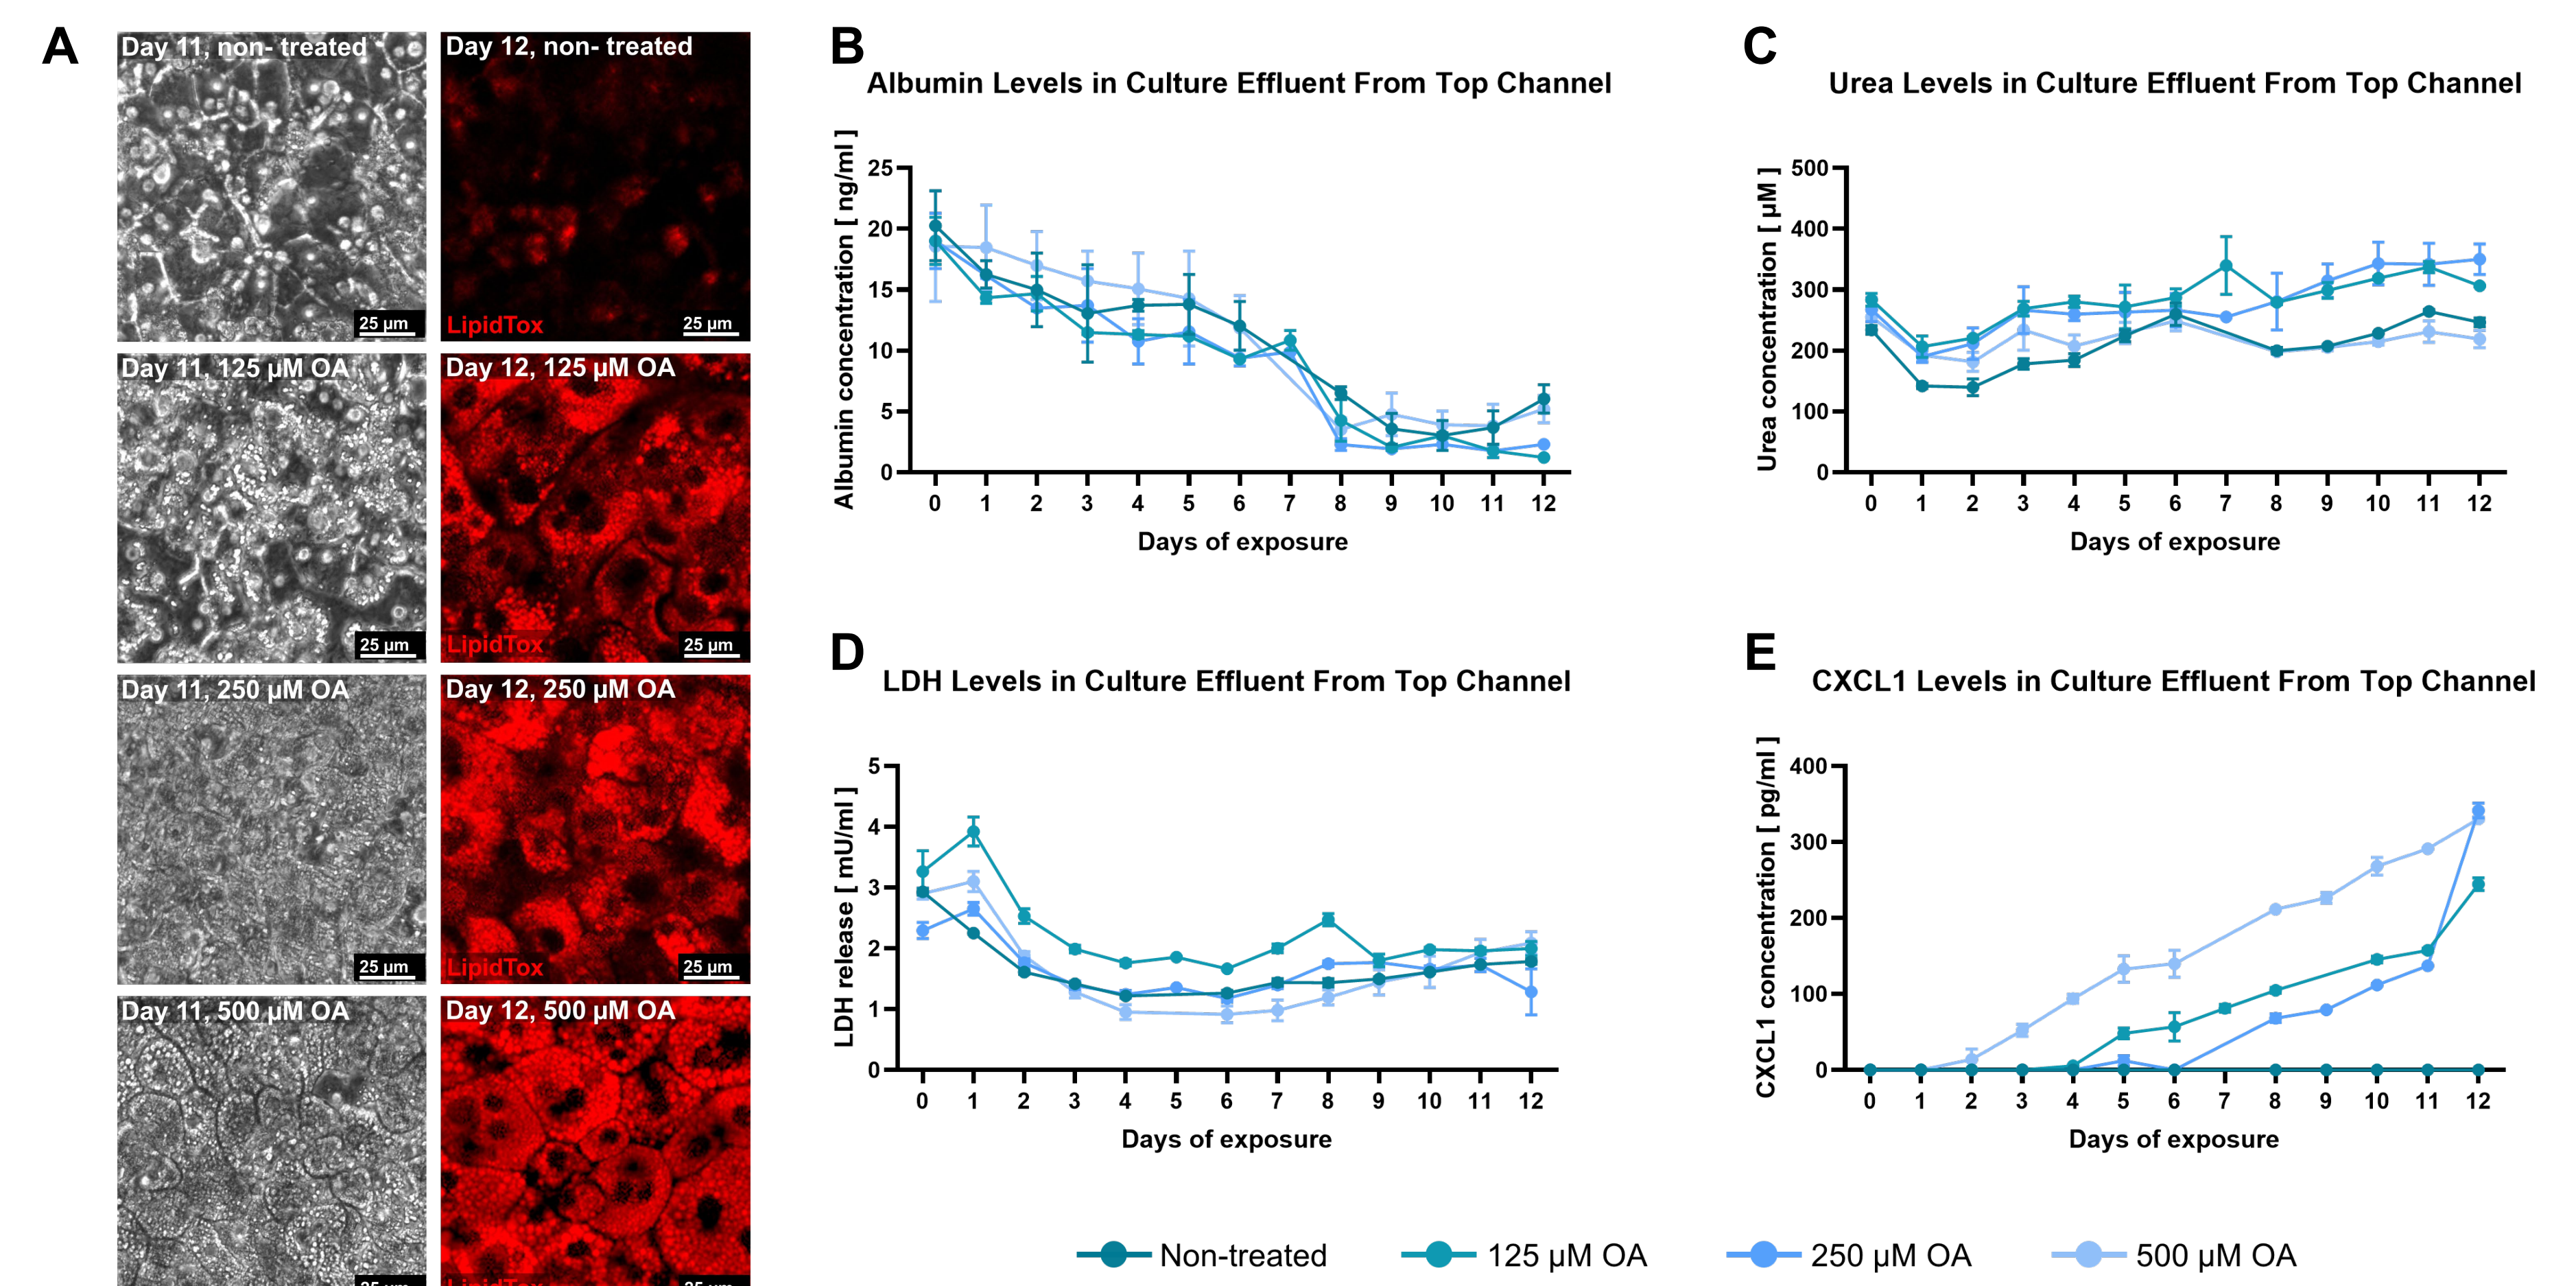 A
Day 11, non- treated
Day 12, non- treated
25 µm
LipidTox
25 µm
Day 11, 125 µM OA
Day 12, 125 µM OA
25 µm
LipidTox
25 µm
Day 11, 250 µM OA
Day 12, 250 µM OA
25 µm
LipidTox
25 µm
Day 11, 500 µM OA
Day 12, 500 µM OA
25 µm
LipidTox
25 µm
B
Albumin Levels in Culture Effluent From Top Channel
Albumin concentration [ ng/ml ]
25
20
15
10
5
0
0 1 2 3 4 5 6 7 8 9 10 11 12
Days of exposure
C
Urea Levels in Culture Effluent From Top Channel
Urea concentration [ µM ]
500
400
300
200
100
0
0 1 2 3 4 5 6 7 8 9 10 11 12
Days of exposure
D
LDH Levels in Culture Effluent From Top Channel
LDH release [ mU/ml ]
5
4
3
2
1
0
0 1 2 3 4 5 6 7 8 9 10 11 12
Days of exposure
E
CXCL1 Levels in Culture Effluent From Top Channel
CXCL1 concentration [ pg/ml ]
400
300
200
100
0
0 1 2 3 4 5 6 7 8 9 10 11 12
Days of exposure
Non-treated
125 µM OA
250 µM OA
500 µM OA